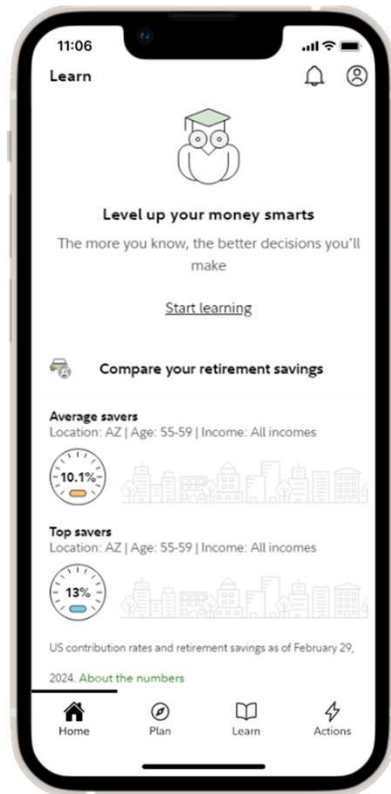 11:06
Learn
Level up your money smarts
The more you know, the better decisions you'll
make
Start learning
Compare your retirement savings
Average savers
Location: AZ | Age: 55-59 | Income: All incomes
10.1%
Top savers
Location: AZ | Age: 55-59 | Income: All incomes
13%
US contribution rates and retirement savings as of February 29,
2024. About the numbers
Home Plan Learn Actions